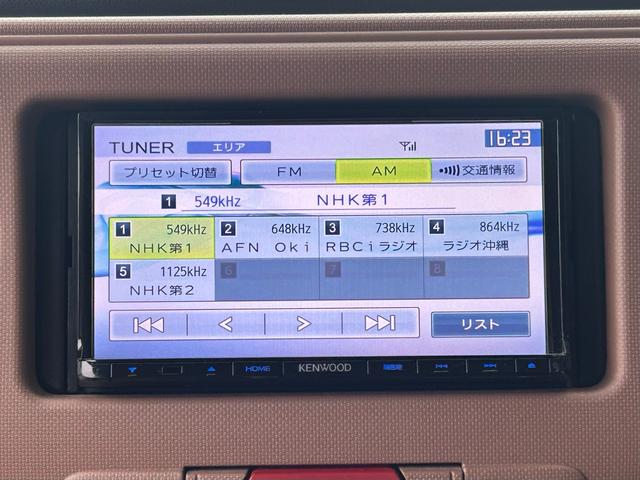 TUNER エリア 16:23
プリセット切替 FM AM 交通情報
1 549kHz NHK第1
1 549kHz 2 648kHz 3 738kHz 4 864kHz
NHK第1 AFN Oki RBCiラジオ ラジオ沖縄
5 1125kHz 6 7 8
NHK第2
リスト
HOME KENWOOD 現在地